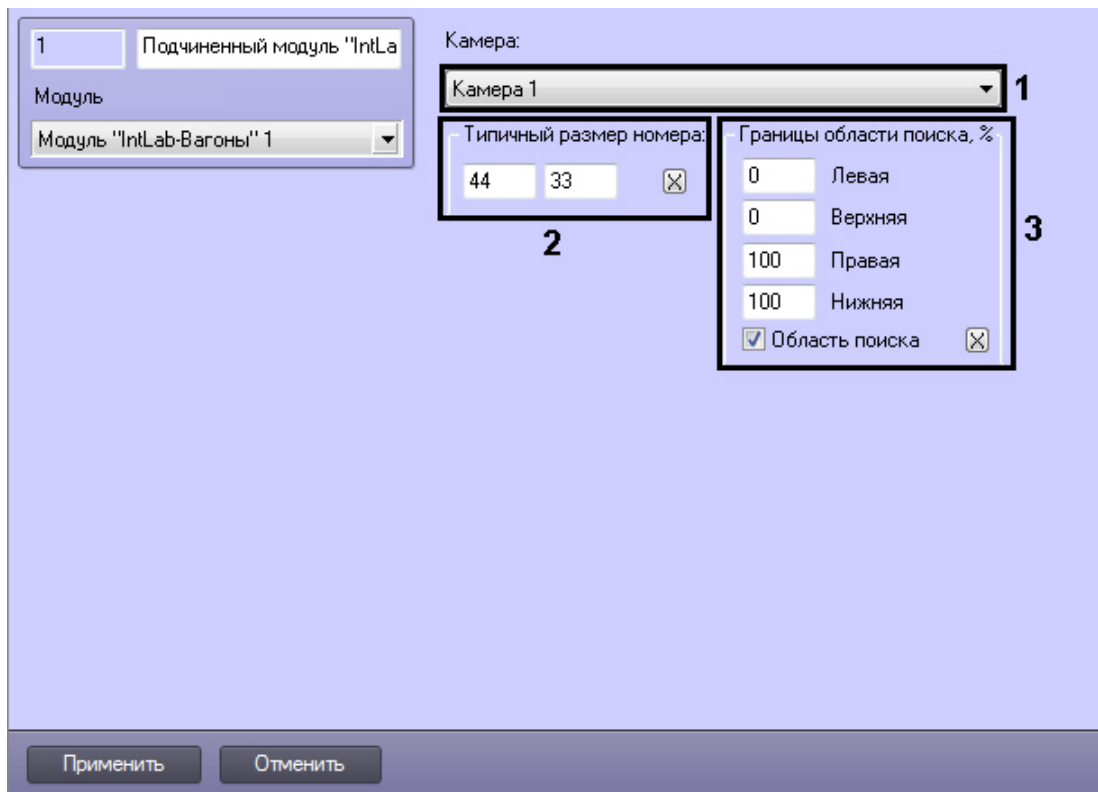 1 Подчиненный модуль "IntLa
Модуль
Модуль "IntLab-Вагоны" 1
Камера:
Камера 1
1
Типичный размер номера:
44 33
2
Границы области поиска, %
0 Левая
0 Верхняя
100 Правая
100 Нижняя
Область поиска
3
Применить Отменить